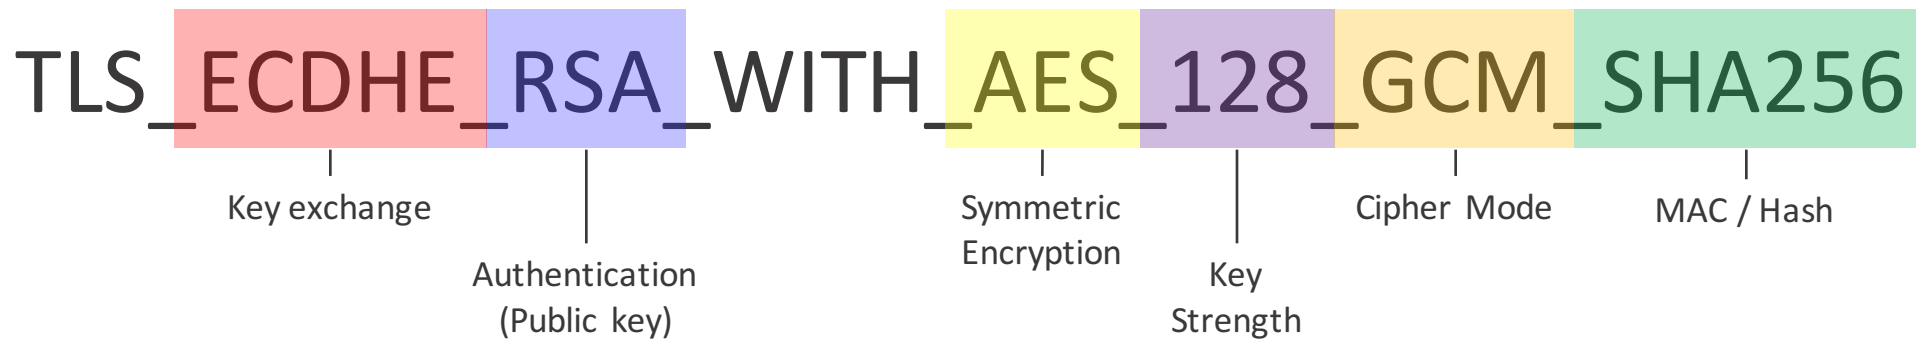 TLS_ECDHE_RSA_WITH_AES_128_GCM_SHA256
Key exchange
Authentication
(Public key)
Symmetric
Encryption
Key
Strength
Cipher Mode
MAC / Hash